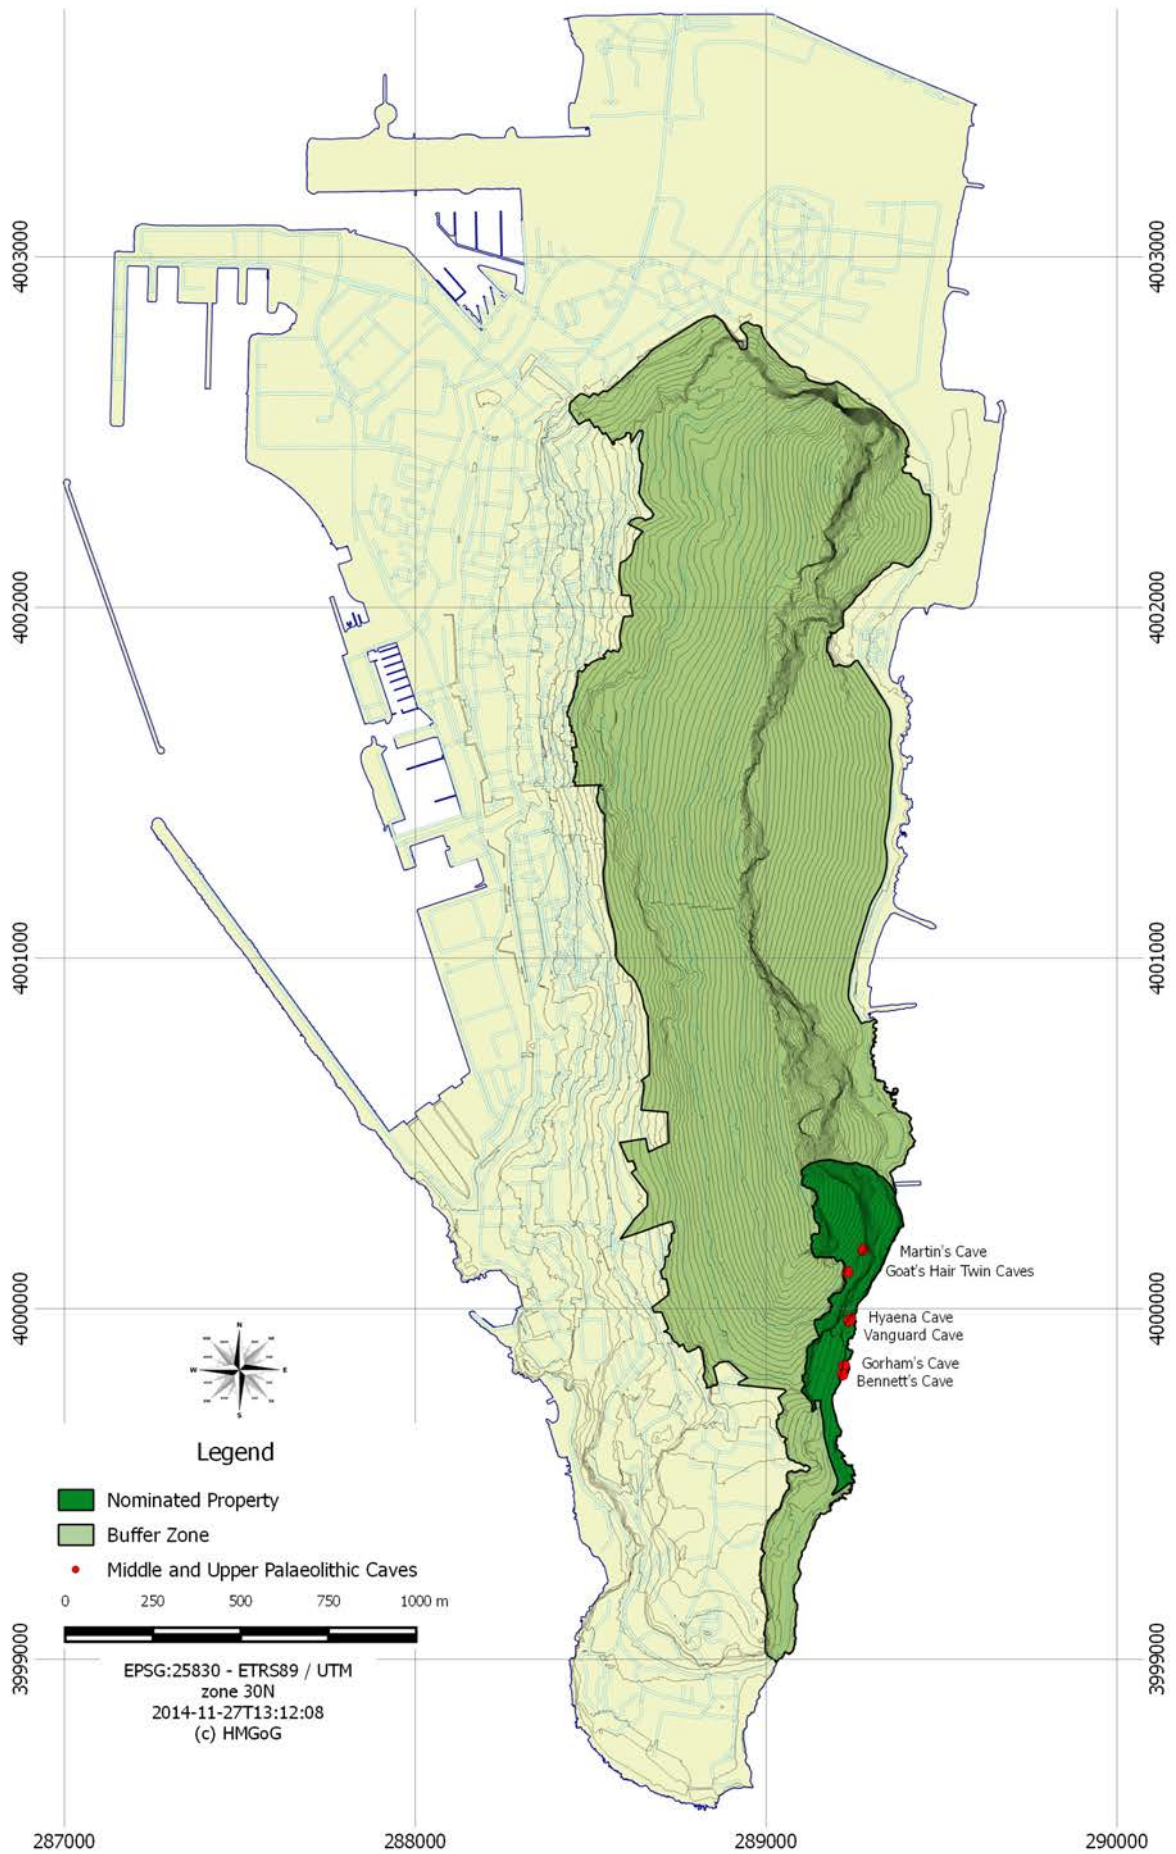 4003000
4003000
4002000
4002000
4001000
4001000
Martin's Cave
Goat's Hair Twin Caves
4000000
4000000
Hyaena Cave
Vanguard Cave
Gorham's Cave
Bennett's Cave
N
W
E
S
Legend
Nominated Property
Buffer Zone
Middle and Upper Palaeolithic Caves
0 250 500 750 1000 m
3999000
3999000
EPSG:25830 - ETRS89 / UTM
zone 30N
2014-11-27T13:12:08
(c) HMGoG
287000 288000 289000 290000